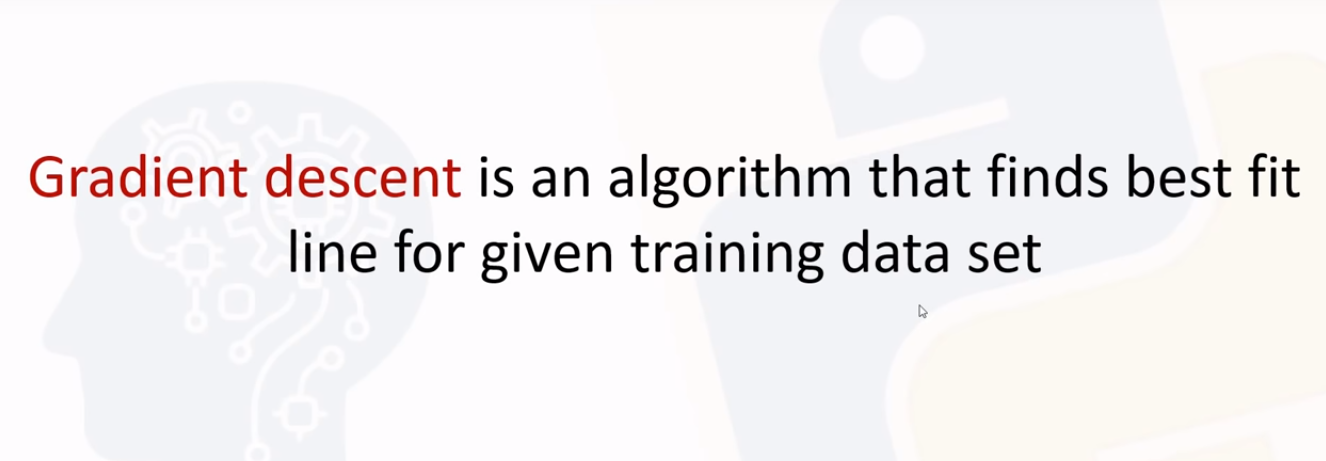 Gradient descent is an algorithm that finds best fit
line for given training data set